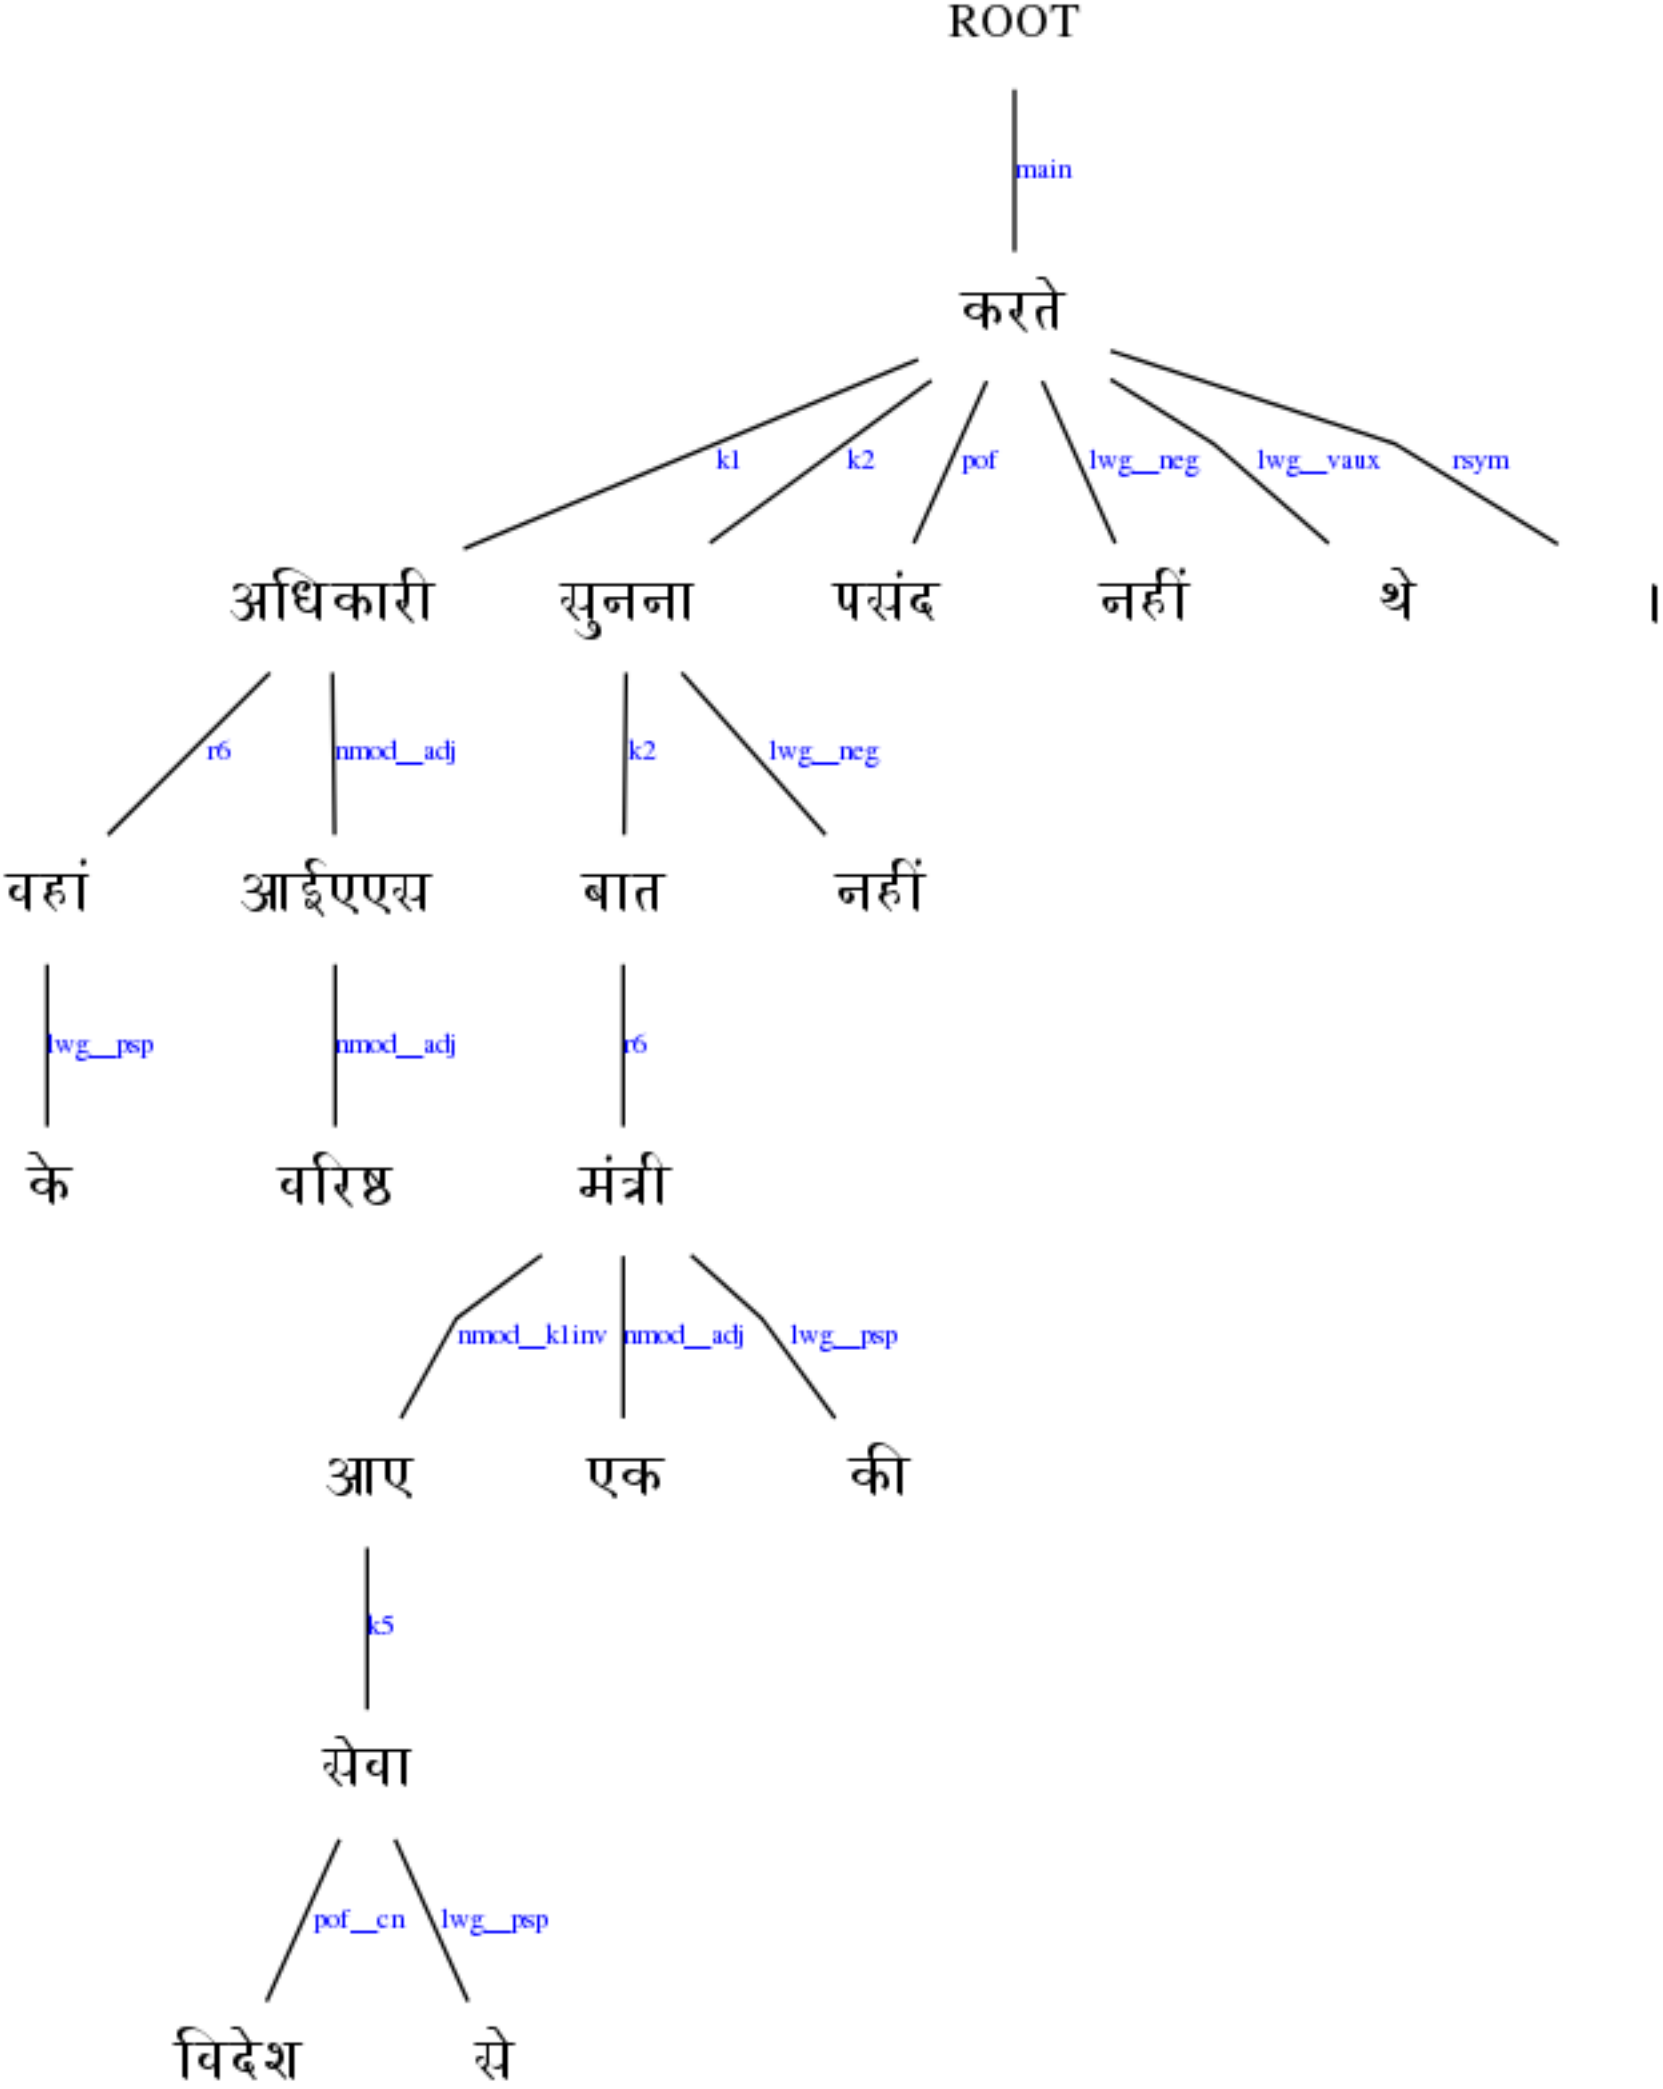 ROOT
main
करते
k1 k2 pof lwg__neg lwg__vaux rsym
अधिकारी सुनना पसंद नहीं थे ।
r6 nmod__adj k2 lwg__neg
वहां आईएएस बात नहीं
lwg__psp nmod__adj r6
के वरिष्ठ मंत्री
nmod__k1inv nmod__adj lwg__psp
आए एक की
k5
सेवा
pof__cn lwg__psp
विदेश से